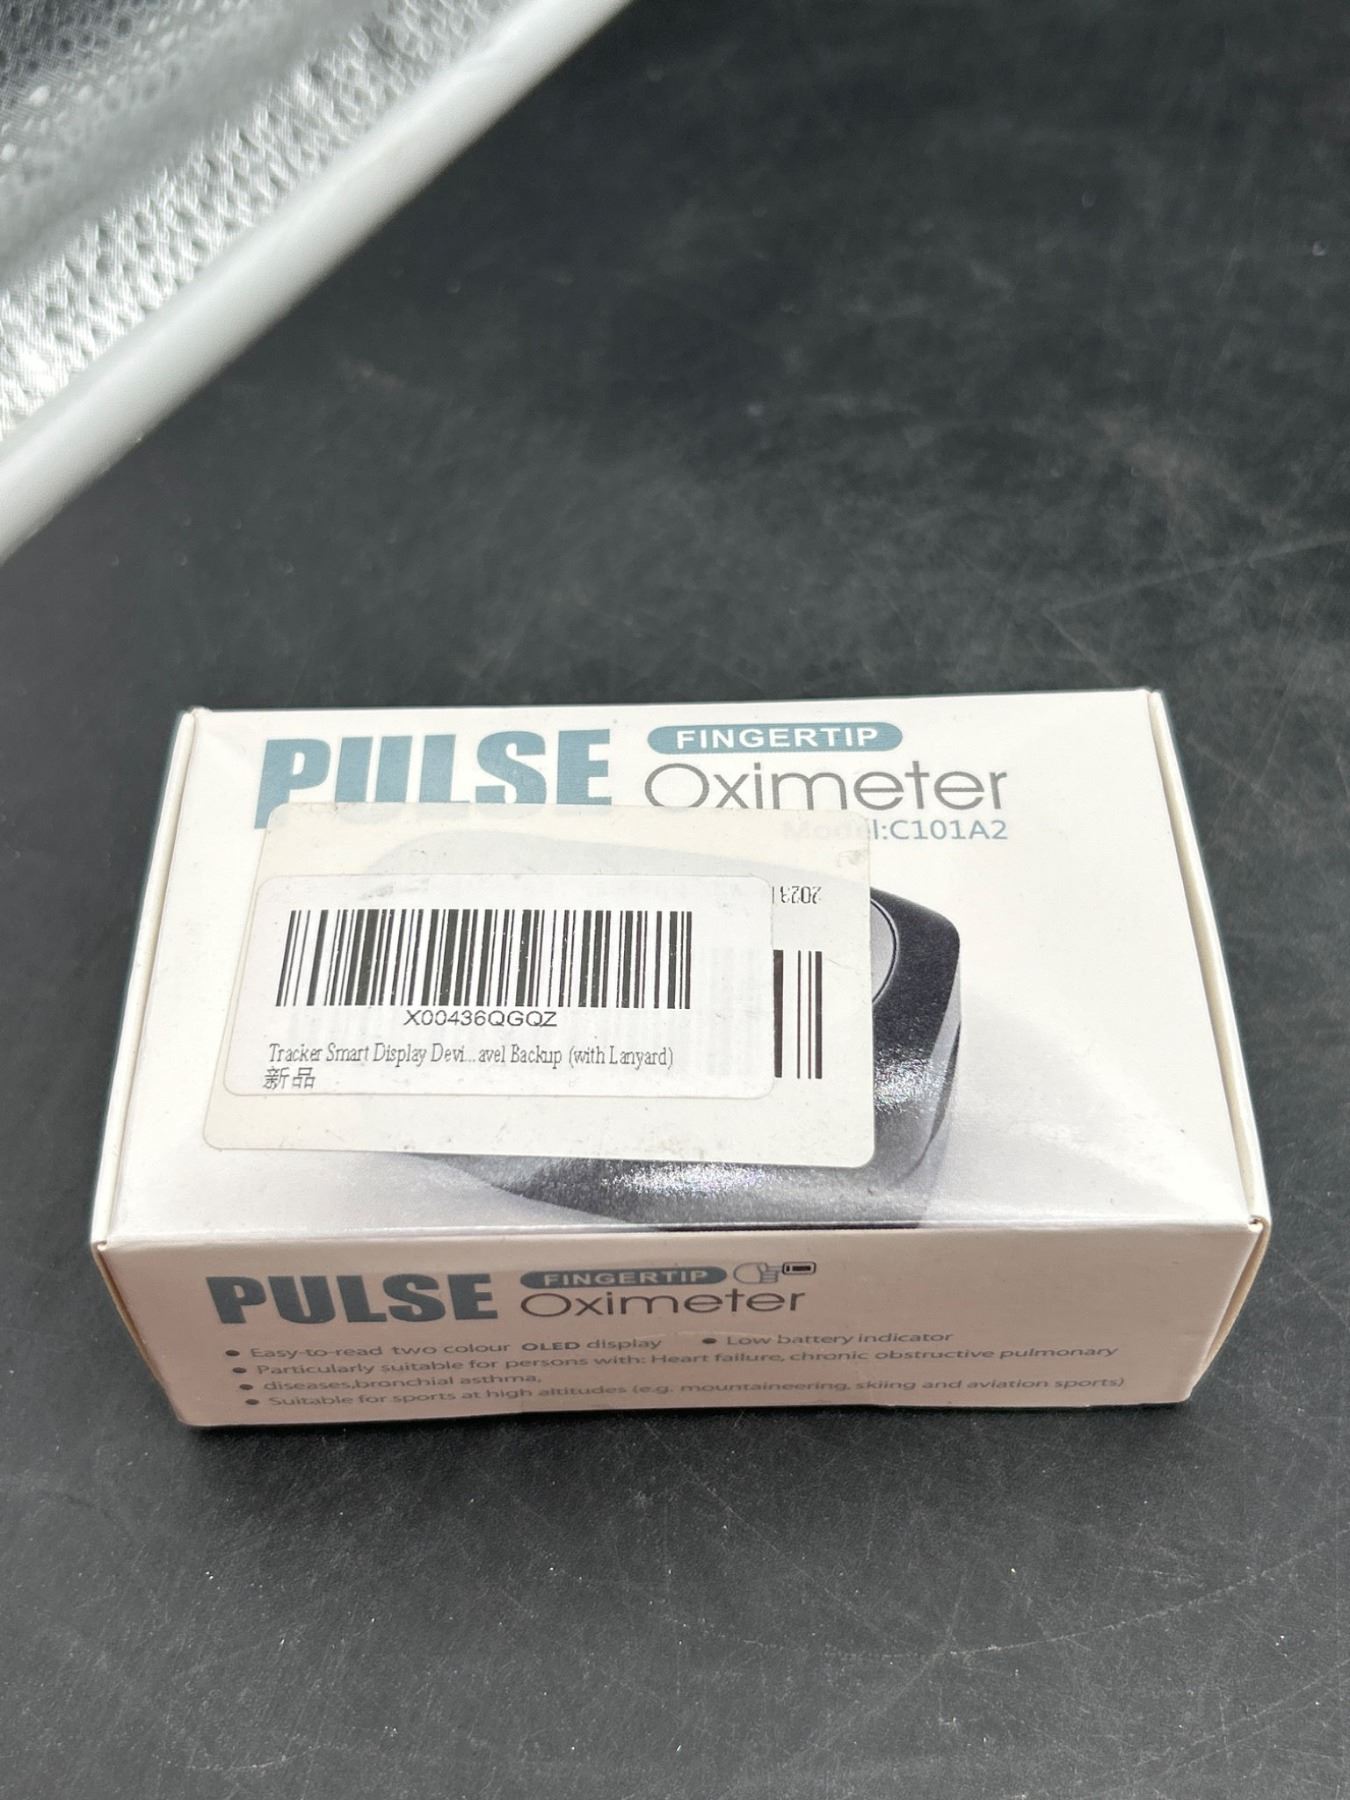 PULSE FINGERTIP
Oximeter
Model:C101A2
2023
X00436QGQZ
Tracker Smart Display Devi...avel Backup (with Lanyard)
新品
PULSE FINGERTIP
Oximeter
• Easy-to-read two colour OLED display • Low battery indicator
• Particularly suitable for persons with: Heart failure, chronic obstructive pulmonary
• diseases,bronchial asthma,
• Suitable for sports at high altitudes (e.g. mountaineering, skiing and aviation sports)